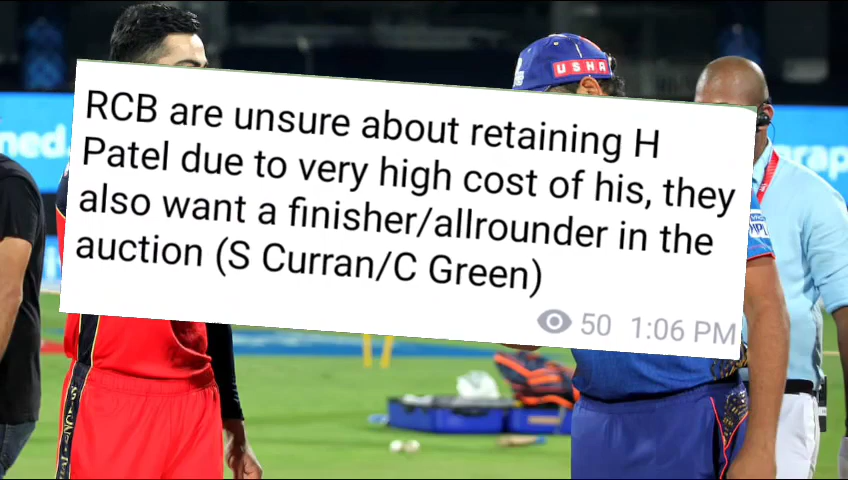 USHA
RCB are unsure about retaining H
Patel due to very high cost of his, they
also want a finisher/allrounder in the
auction (S Curran/C Green)
50 1:06 PM
ned.